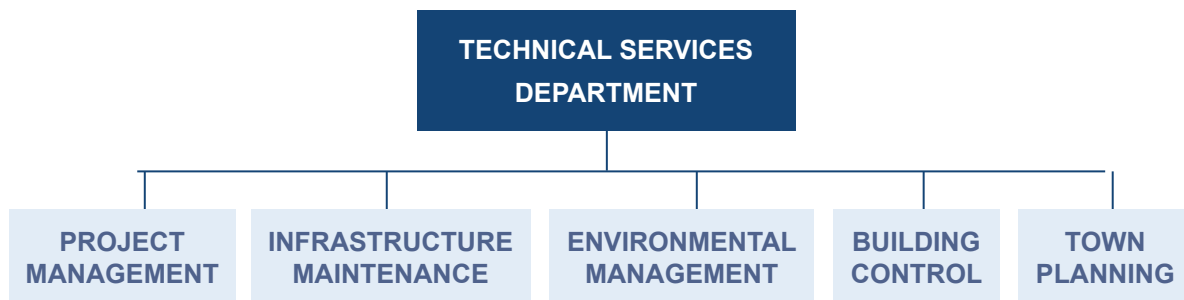 TECHNICAL SERVICES
DEPARTMENT
PROJECT
MANAGEMENT
INFRASTRUCTURE
MAINTENANCE
ENVIRONMENTAL
MANAGEMENT
BUILDING
CONTROL
TOWN
PLANNING